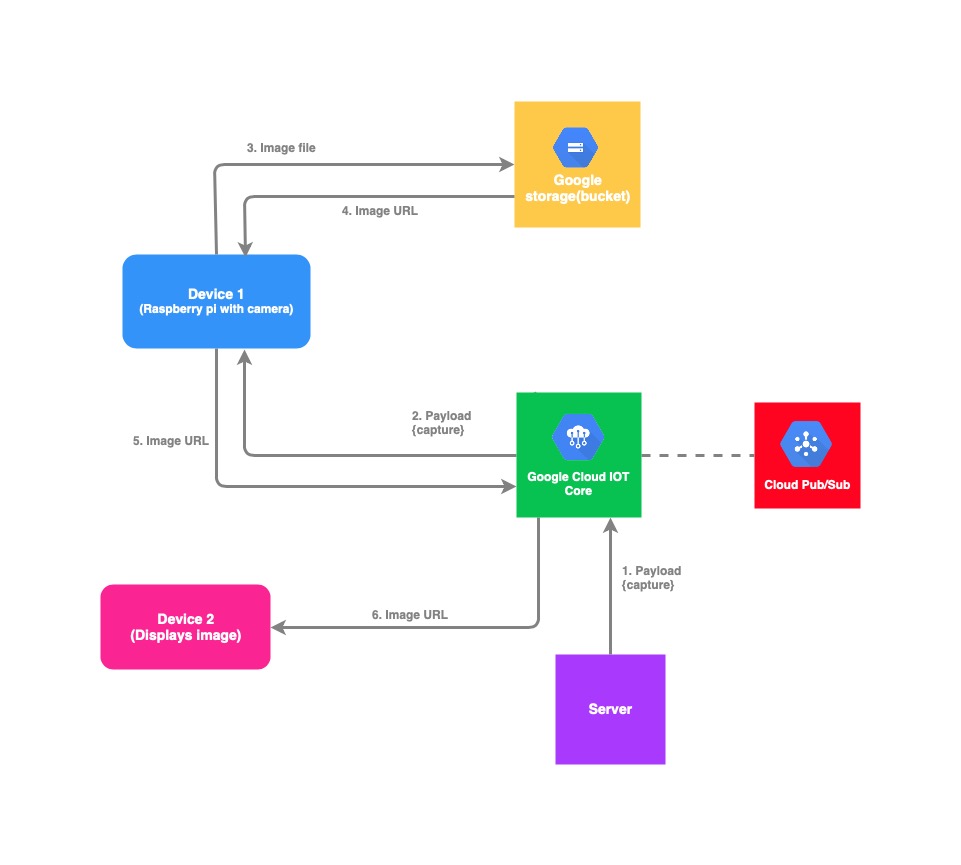 3. Image file
Google
storage(bucket)
4. Image URL
Device 1
(Raspberry pi with camera)
2. Payload
{capture}
5. Image URL
Google Cloud IOT
Core
Cloud Pub/Sub
1. Payload
{capture}
6. Image URL
Device 2
(Displays image)
Server